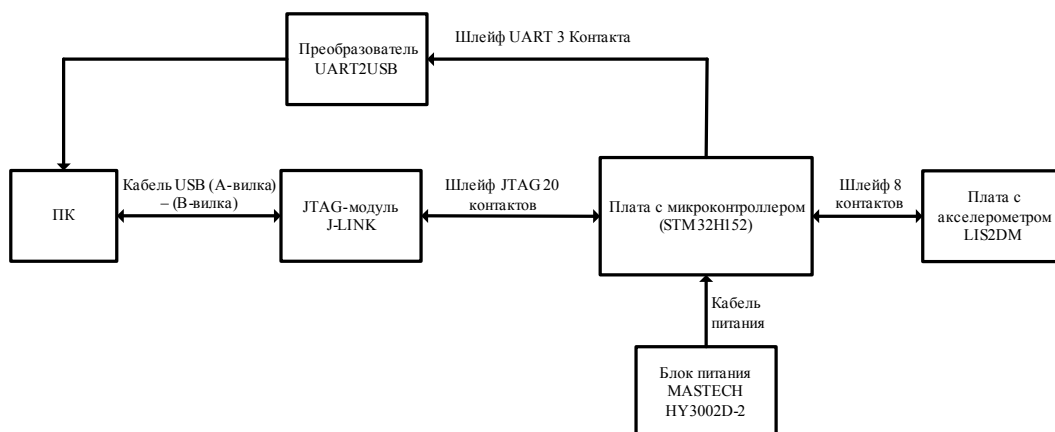 Преобразователь
UART2USB
Шлейф UART 3 Контакта
ПК
Кабель USB (A-вилка)
– (B-вилка)
JTAG-модуль
J-LINK
Шлейф JTAG 20
контактов
Плата с микроконтроллером
(STM32H152)
Шлейф 8
контактов
Плата с
акселерометром
LIS2DM
Кабель
питания
Блок питания
MASTECH
HY3002D-2